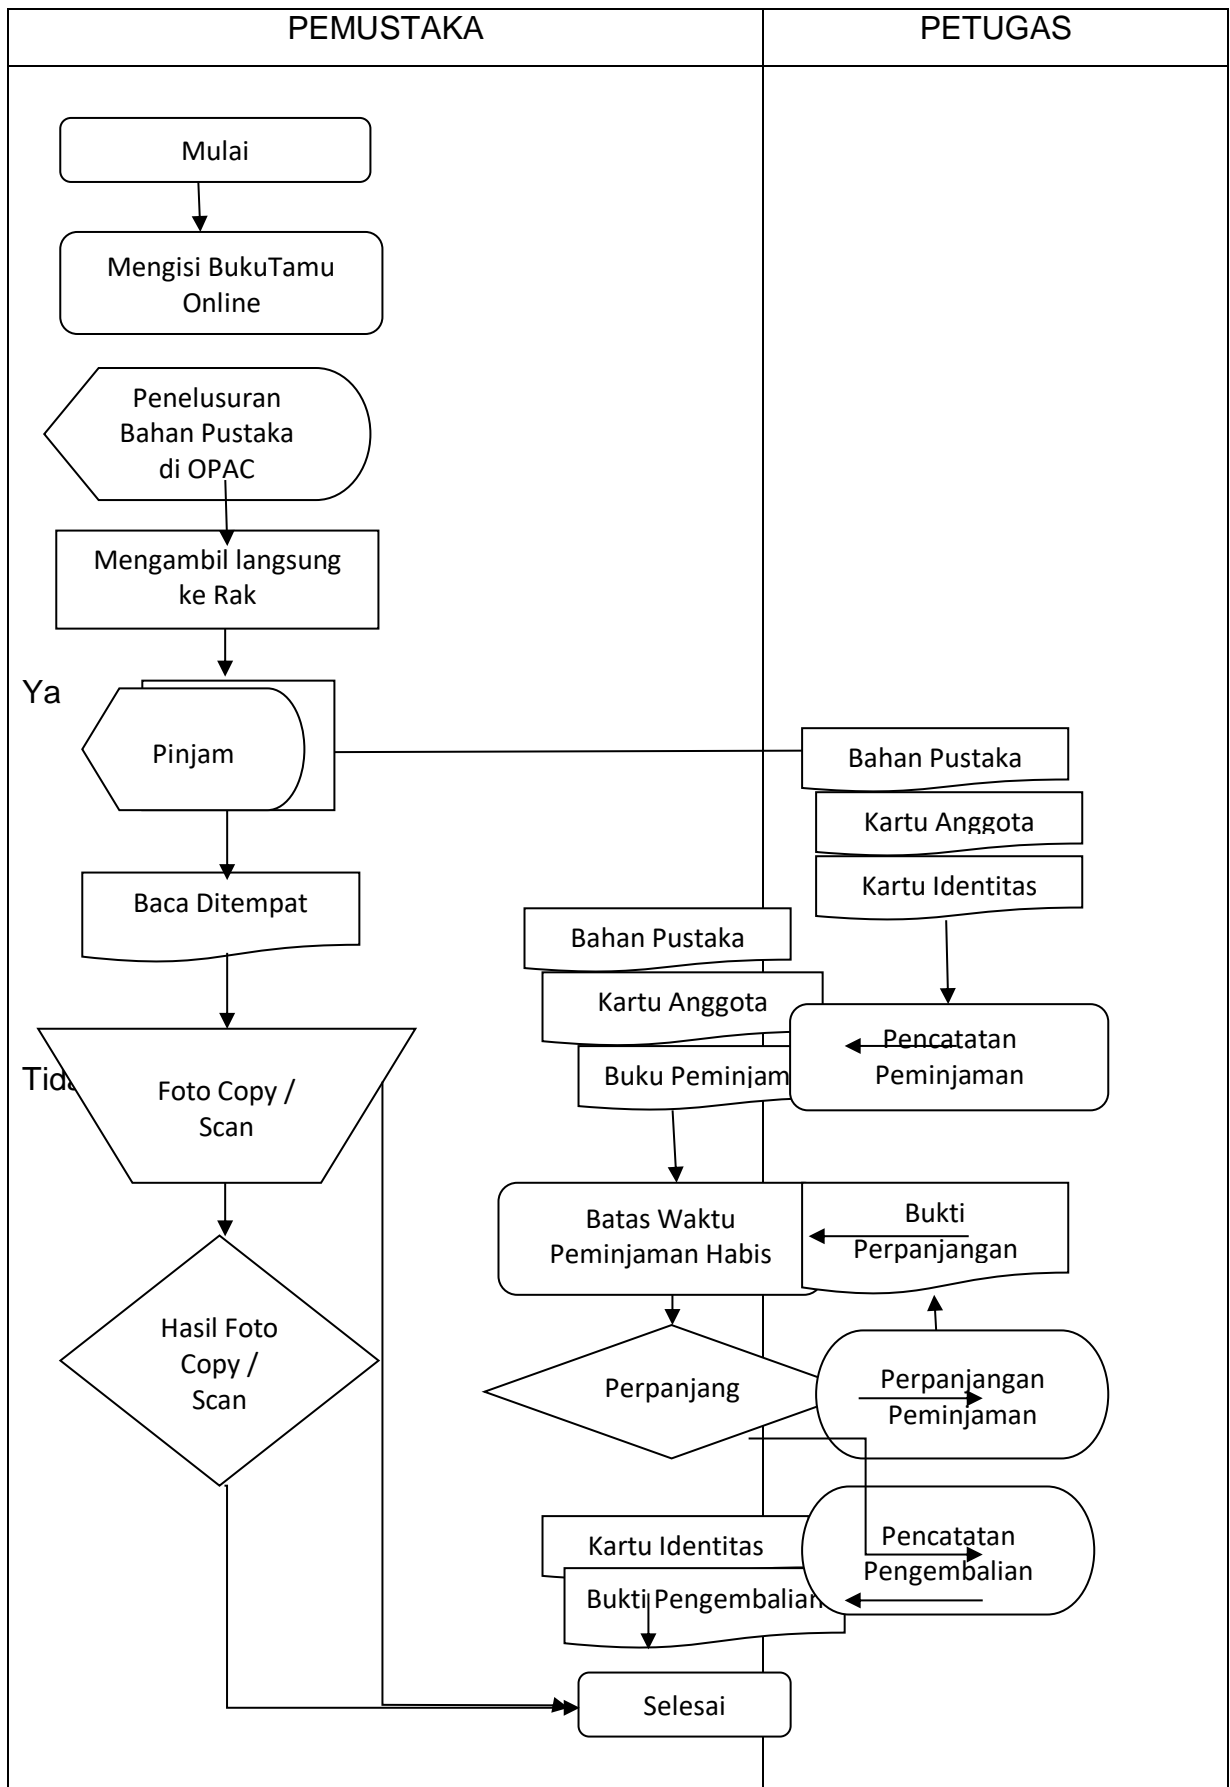 PEMUSTAKA
PETUGAS
Mulai
Mengisi BukuTamu
Online
Penelusuran
Bahan Pustaka
di OPAC
Mengambil langsung
ke Rak
Ya
Pinjam
Bahan Pustaka
Kartu Anggota
Kartu Identitas
Baca Ditempat
Bahan Pustaka
Kartu Anggota
Buku Peminjam
Pencatatan
Peminjaman
Foto Copy /
Scan
Batas Waktu
Peminjaman Habis
Bukti
Perpanjangan
Hasil Foto
Copy /
Scan
Perpanjang
Perpanjangan
Peminjaman
Kartu Identitas
Bukti Pengembalian
Pencatatan
Pengembalian
Selesai